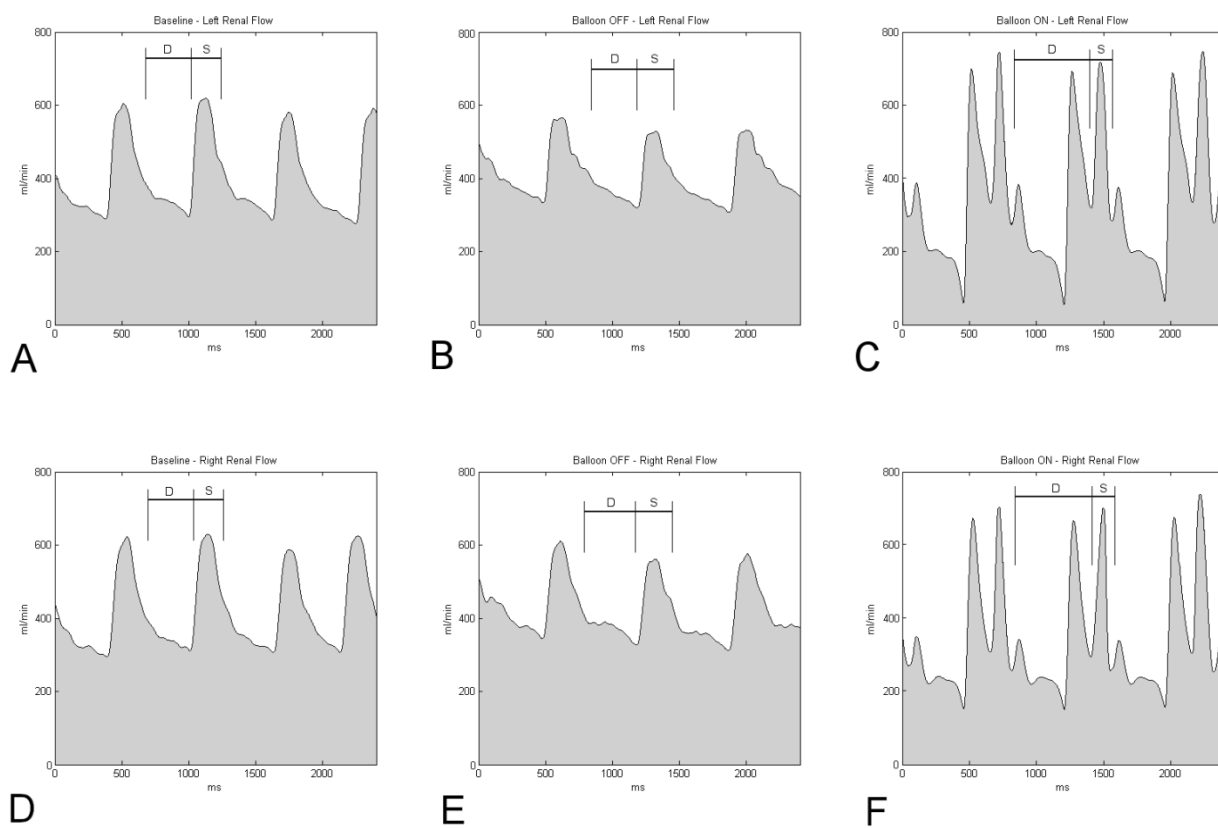 Baseline - Left Renal Flow
800
600
400
200
0
ml/min
D S
0 500 1000 1500 2000
ms
A
Balloon OFF - Left Renal Flow
800
600
400
200
0
ml/min
D S
0 500 1000 1500 2000
ms
B
Balloon ON - Left Renal Flow
800
600
400
200
0
ml/min
D S
0 500 1000 1500 2000
ms
C
Baseline - Right Renal Flow
800
600
400
200
0
ml/min
D S
0 500 1000 1500 2000
ms
D
Balloon OFF - Right Renal Flow
800
600
400
200
0
ml/min
D S
0 500 1000 1500 2000
ms
E
Balloon ON - Right Renal Flow
800
600
400
200
0
ml/min
D S
0 500 1000 1500 2000
ms
F